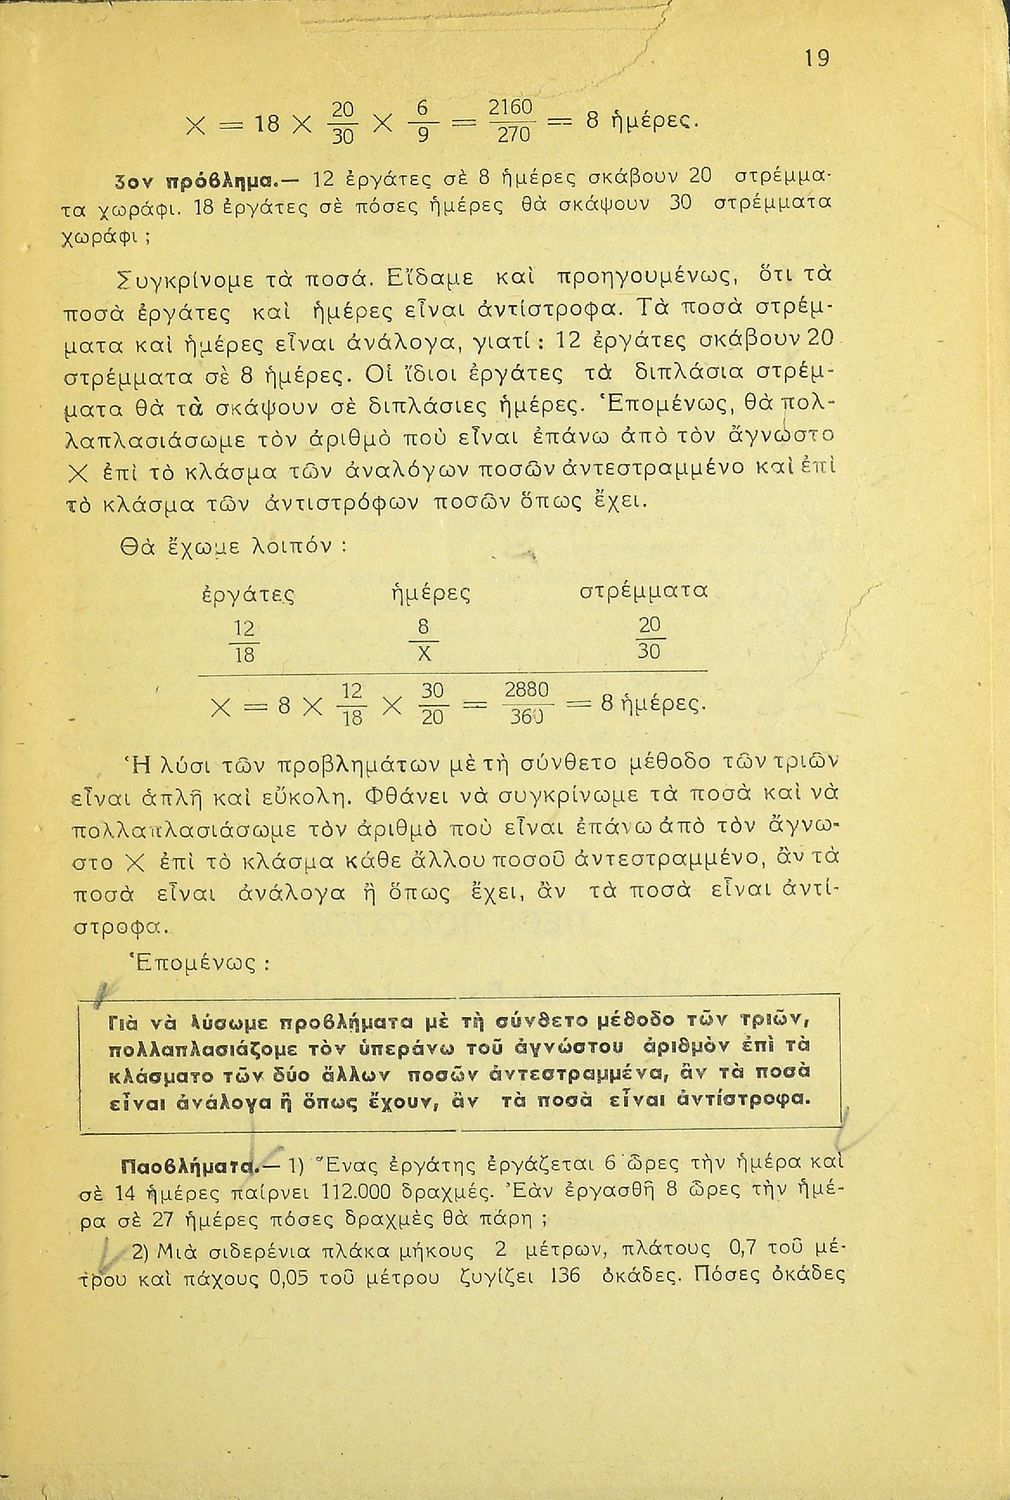 19
X = 18 X 20/30 X 6/9 = 2160/270 = 8 ἡμέρες.
3ον πρόβλημα.— 12 ἐργάτες σὲ 8 ἡμέρες σκάβουν 20 στρέμμα-
τα χωράφι. 18 ἐργάτες σὲ πόσες ἡμέρες θὰ σκάψουν 30 στρέμματα
χωράφι ;
Συγκρίνομε τὰ ποσά. Εἴδαμε καὶ προηγουμένως, ὅτι τὰ
ποσὰ ἐργάτες καὶ ἡμέρες εἶναι ἀντίστροφα. Τὰ ποσὰ στρέμ-
ματα καὶ ἡμέρες εἶναι ἀνάλογα, γιατί : 12 ἐργάτες σκάβουν 20
στρέμματα σὲ 8 ἡμέρες. Οἱ ἴδιοι ἐργάτες τὰ διπλάσια στρέμ-
ματα θὰ τὰ σκάψουν σὲ διπλάσιες ἡμέρες. Ἑπομένως, θὰ πολ-
λαπλασιάσωμε τὸν ἀριθμὸ ποὺ εἶναι ἐπάνω ἀπὸ τὸν ἄγνωστο
X ἐπὶ τὸ κλάσμα τῶν ἀναλόγων ποσῶν ἀντεστραμμένο καὶ ἐπὶ
τὸ κλάσμα τῶν ἀντιστρόφων ποσῶν ὅπως ἔχει.
Θὰ ἔχωμε λοιπόν :
ἐργάτες ἡμέρες στρέμματα
12/18 8/X 20/30
X = 8 X 12/18 X 30/20 = 2880/360 = 8 ἡμέρες.
Ἡ λύσι τῶν προβλημάτων μὲ τὴ σύνθετο μέθοδο τῶν τριῶν
εἶναι ἁπλῆ καὶ εὔκολη. Φθάνει νὰ συγκρίνωμε τὰ ποσὰ καὶ νὰ
πολλαπλασιάσωμε τὸν ἀριθμὸ ποὺ εἶναι ἐπάνω ἀπὸ τὸν ἄγνω-
στο X ἐπὶ τὸ κλάσμα κάθε ἄλλου ποσοῦ ἀντεστραμμένο, ἂν τὰ
ποσὰ εἶναι ἀνάλογα ἢ ὅπως ἔχει, ἂν τὰ ποσὰ εἶναι ἀντί-
στροφα.
Ἑπομένως :
Γιὰ νὰ λύσωμε προβλήματα μὲ τὴ σύνθετο μέθοδο τῶν τριῶν,
πολλαπλασιάζομε τὸν ὑπεράνω τοῦ ἀγνώστου ἀριθμὸν ἐπὶ τὰ
κλάσματο τῶν δύο ἄλλων ποσῶν ἀντεστραμμένα, ἂν τὰ ποσὰ
εἶναι ἀνάλογα ἢ ὅπως ἔχουν, ἂν τὰ ποσὰ εἶναι ἀντίστροφα.
Παοβλήματα.— 1) Ἕνας ἐργάτης ἐργάζεται 6 ὧρες τὴν ἡμέρα καὶ
σὲ 14 ἡμέρες παίρνει 112.000 δραχμές. Ἐὰν ἐργασθῆ 8 ὧρες τὴν ἡμέ-
ρα σὲ 27 ἡμέρες πόσες δραχμὲς θὰ πάρη ;
2) Μιὰ σιδερένια πλάκα μήκους 2 μέτρων, πλάτους 0,7 τοῦ μέ-
τρου καὶ πάχους 0,05 τοῦ μέτρου ζυγίζει 136 ὀκάδες. Πόσες ὀκάδες